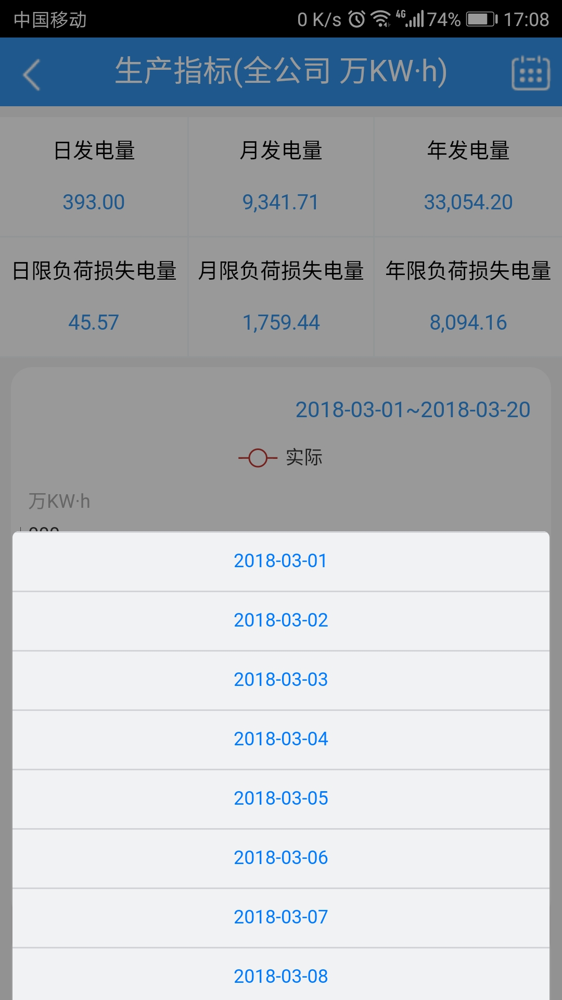 中国移动 0 K/s 4G 74% 17:08
生产指标(全公司 万KW·h)
日发电量 月发电量 年发电量
393.00 9,341.71 33,054.20
日限负荷损失电量 月限负荷损失电量 年限负荷损失电量
45.57 1,759.44 8,094.16
2018-03-01~2018-03-20
实际
万KW·h
2018-03-01
2018-03-02
2018-03-03
2018-03-04
2018-03-05
2018-03-06
2018-03-07
2018-03-08